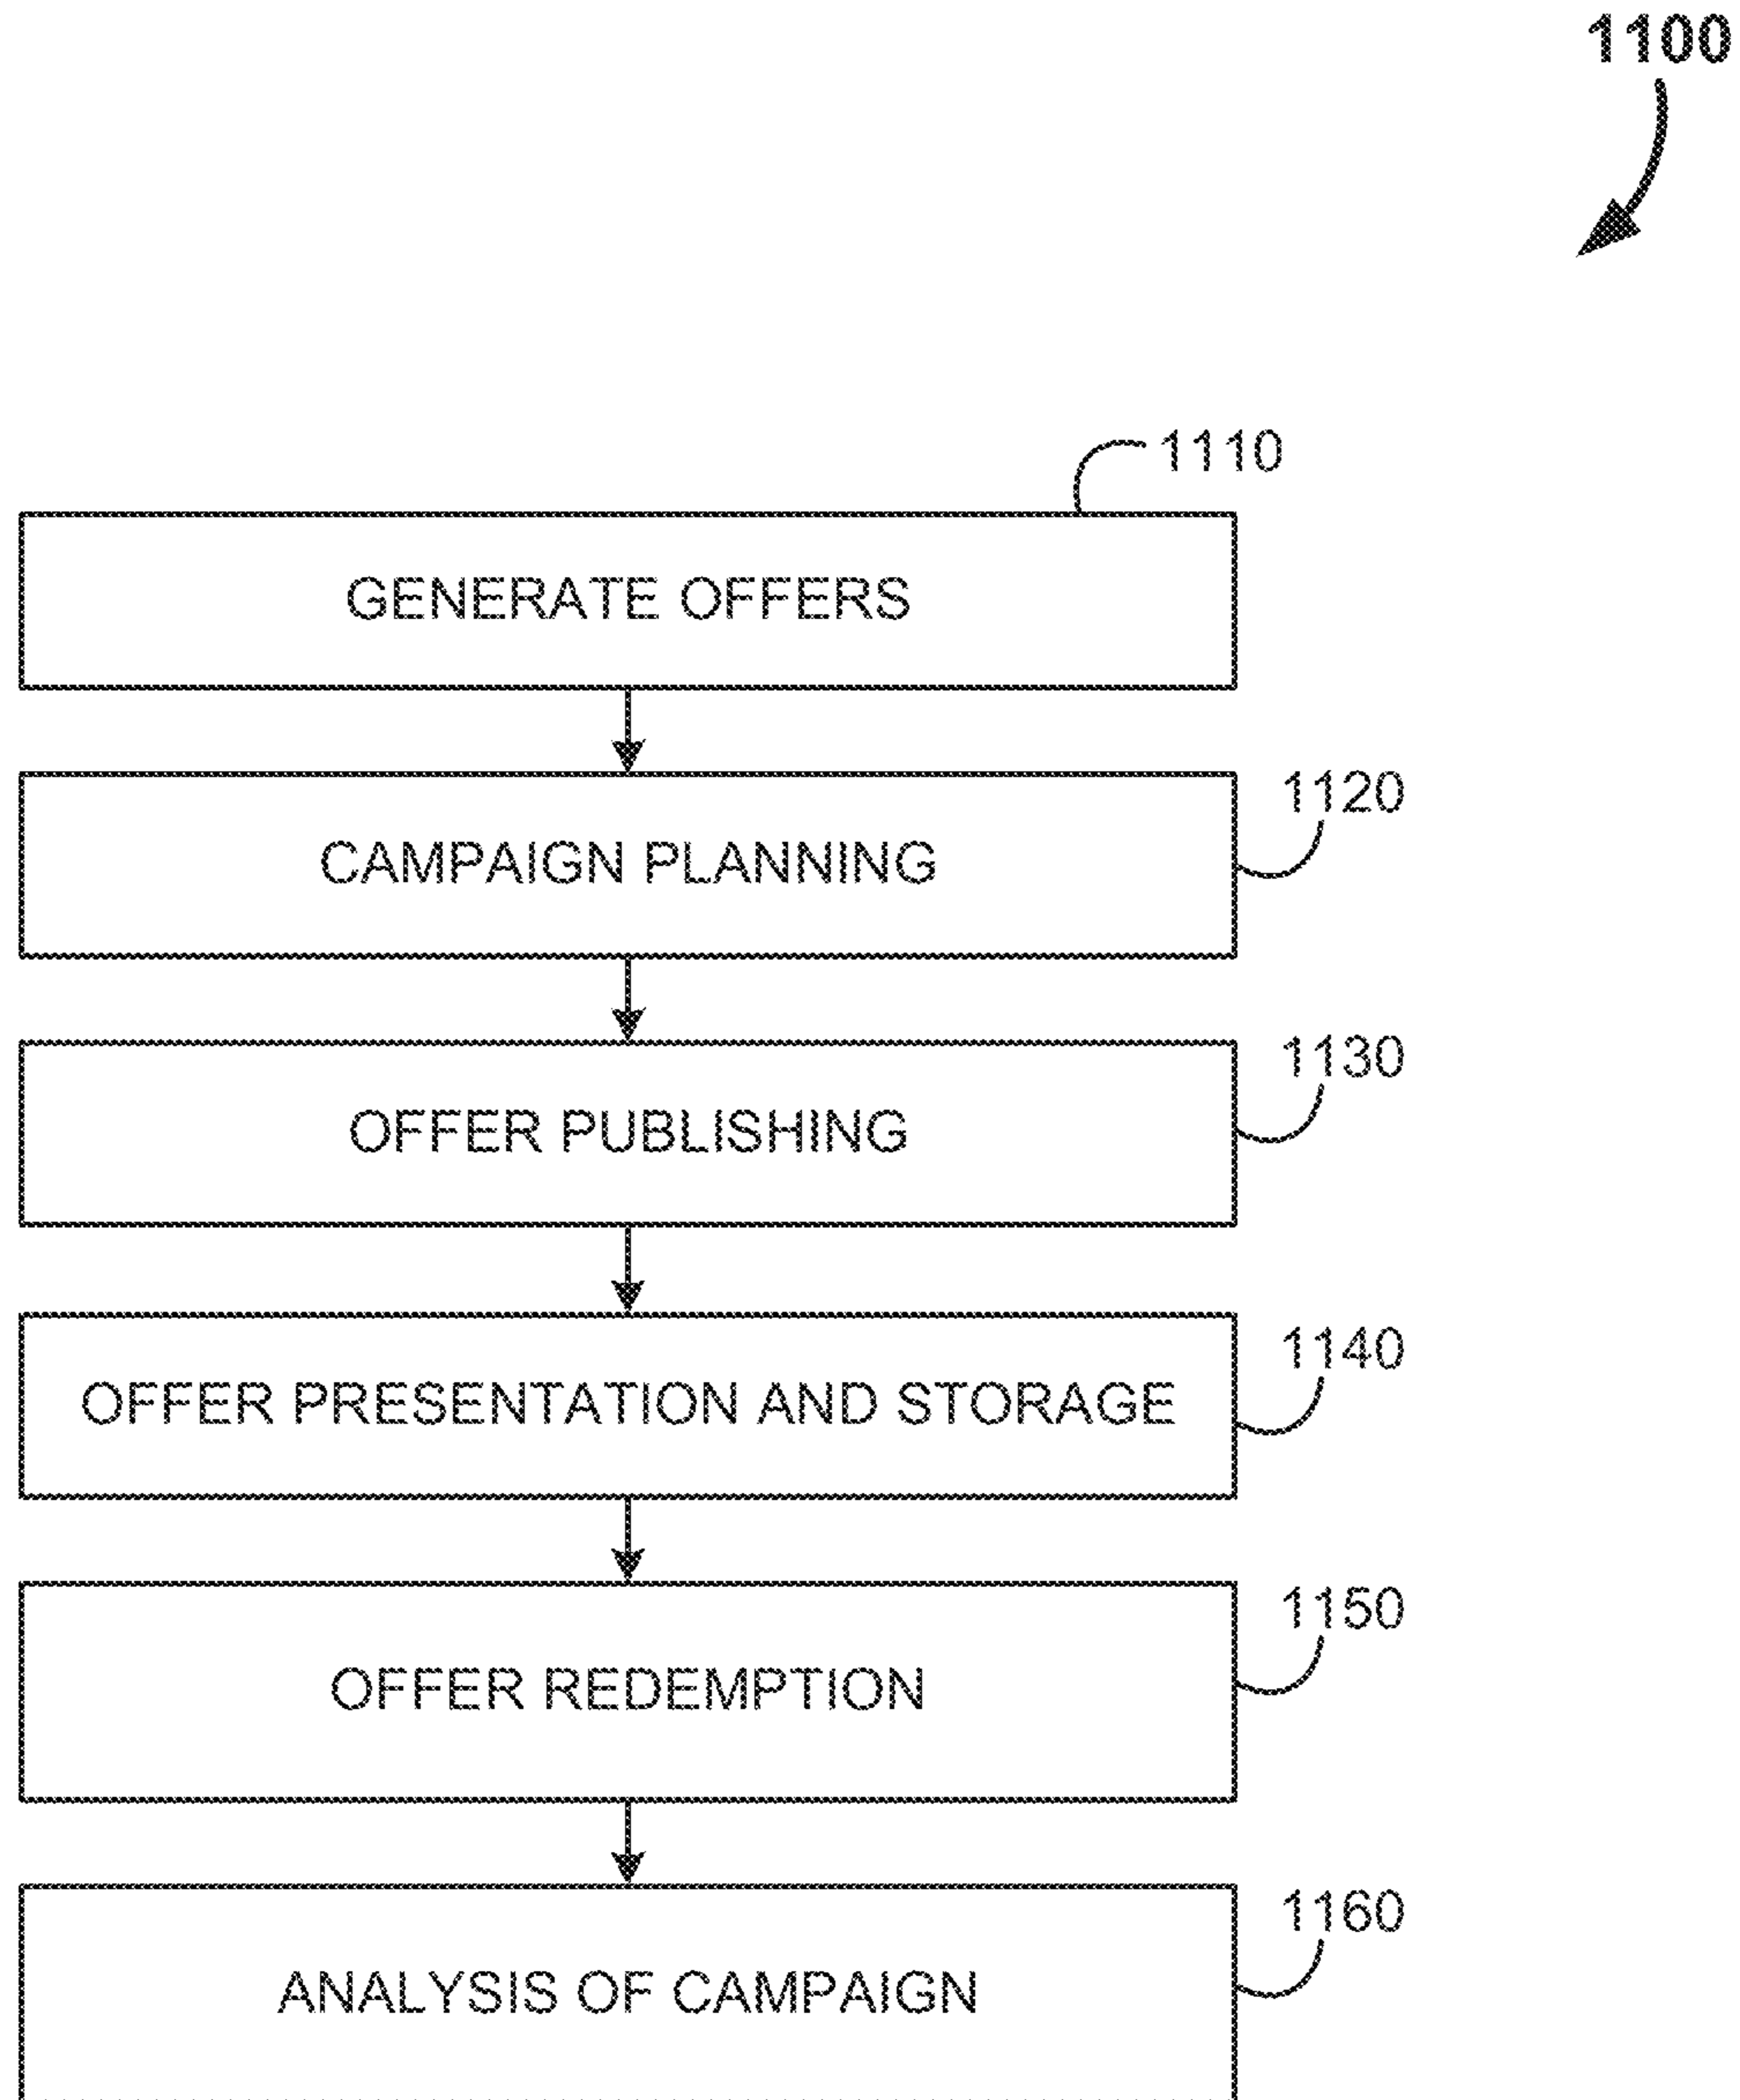 1100
1110
GENERATE OFFERS
1120
CAMPAIGN PLANNING
1130
OFFER PUBLISHING
1140
OFFER PRESENTATION AND STORAGE
1150
OFFER REDEMPTION
1160
ANALYSIS OF CAMPAIGN